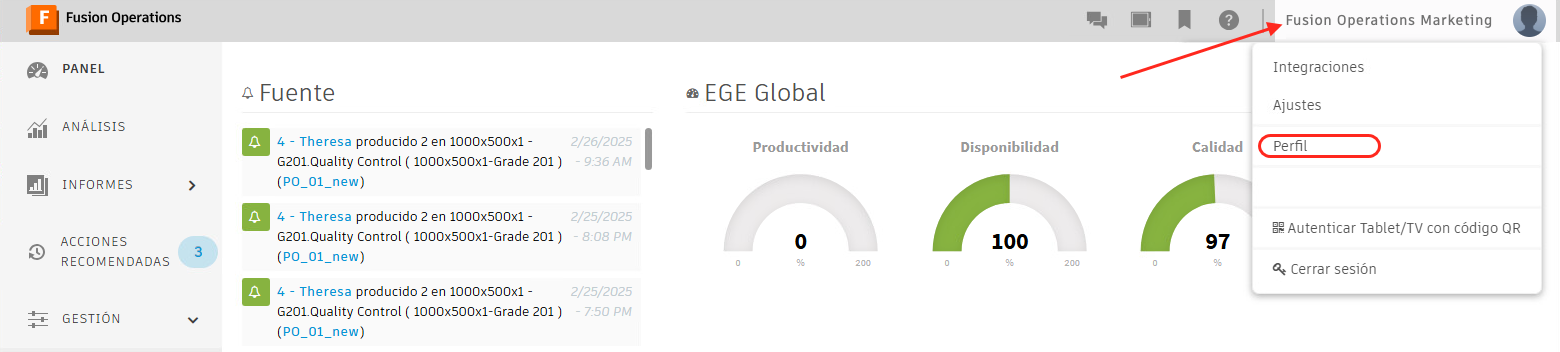 Fusion Operations
Fusion Operations Marketing
PANEL
ANÁLISIS
INFORMES
ACCIONES
RECOMENDADAS
3
GESTIÓN
Fuente
4 - Theresa producido 2 en 1000x500x1 -
G201.Quality Control ( 1000x500x1-Grade 201 )
(PO_01_new)
2/26/2025
- 9:36 AM
4 - Theresa producido 2 en 1000x500x1 -
G201.Quality Control ( 1000x500x1-Grade 201 )
(PO_01_new)
2/25/2025
- 8:08 PM
4 - Theresa producido 2 en 1000x500x1 -
G201.Quality Control ( 1000x500x1-Grade 201 )
(PO_01_new)
2/25/2025
- 7:50 PM
EGE Global
Productividad
0
0 % 200
Disponibilidad
100
0 % 200
Calidad
97
0 %
Integraciones
Ajustes
Perfil
Autenticar Tablet/TV con código QR
Cerrar sesión